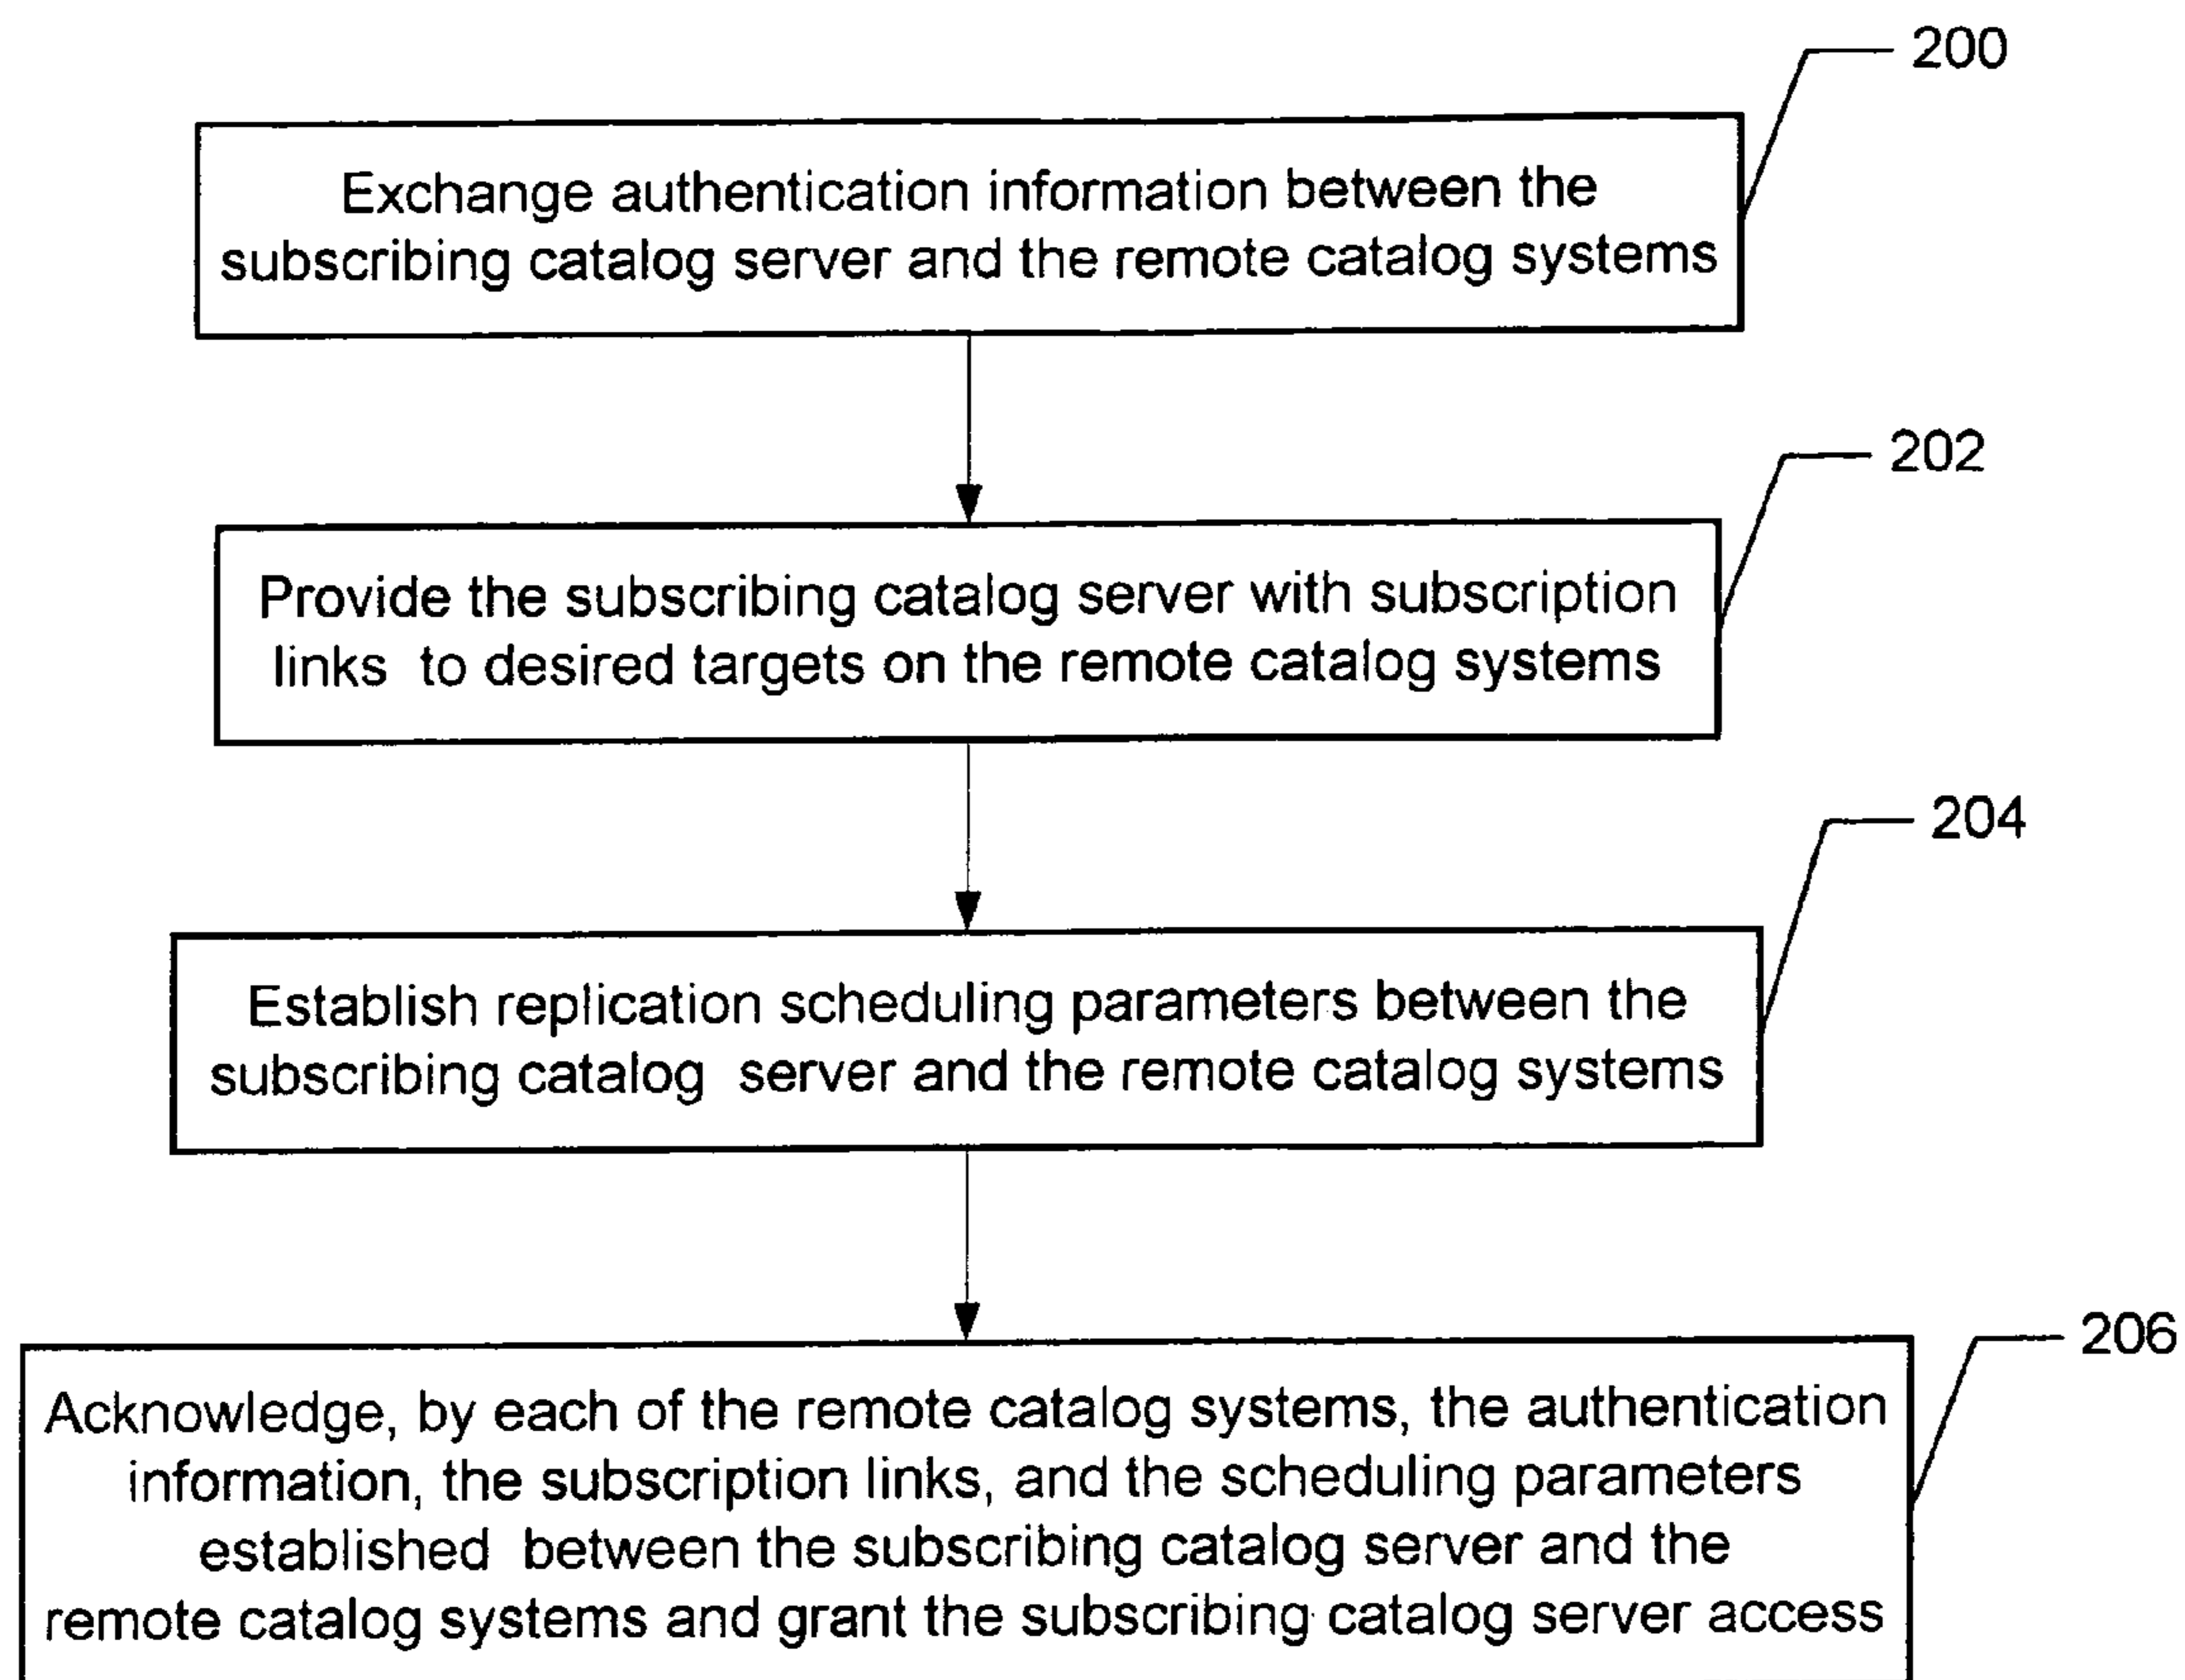 200
Exchange authentication information between the
subscribing catalog server and the remote catalog systems
202
Provide the subscribing catalog server with subscription
links to desired targets on the remote catalog systems
204
Establish replication scheduling parameters between the
subscribing catalog server and the remote catalog systems
206
Acknowledge, by each of the remote catalog systems, the authentication
information, the subscription links, and the scheduling parameters
established between the subscribing catalog server and the
remote catalog systems and grant the subscribing catalog server access